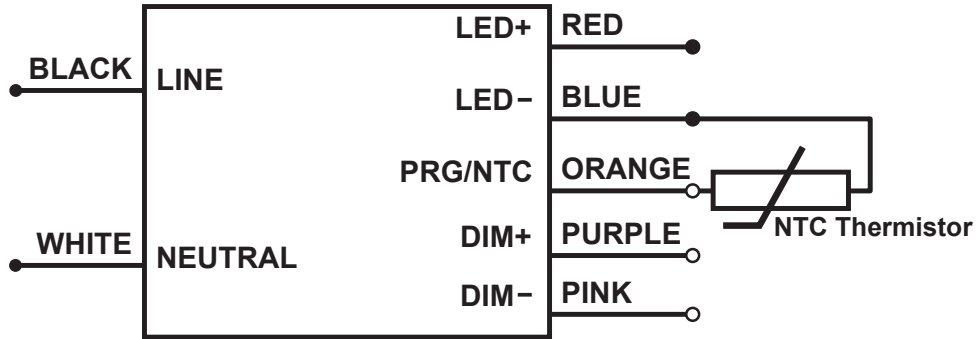 LED+ RED
BLACK LINE
LED− BLUE
PRG/NTC ORANGE
NTC Thermistor
WHITE NEUTRAL
DIM+ PURPLE
DIM− PINK